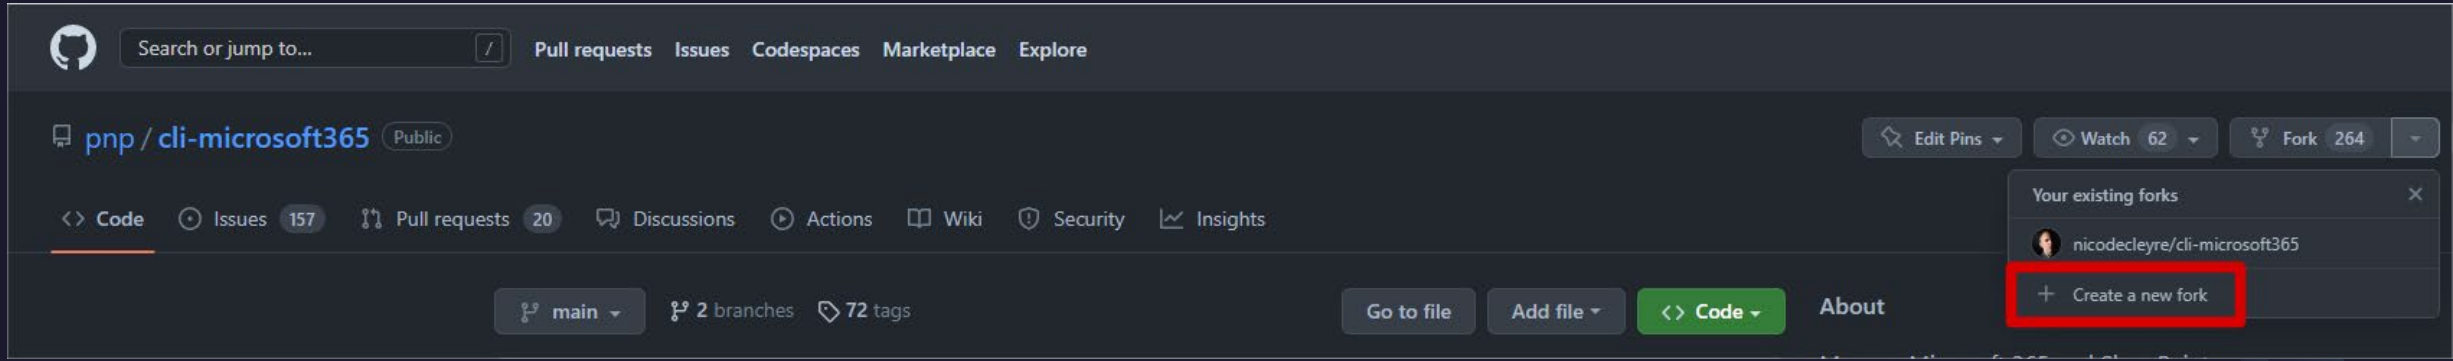 Search or jump to... / Pull requests Issues Codespaces Marketplace Explore
pnp / cli-microsoft365 Public Edit Pins Watch 62 Fork 264
Your existing forks
Code Issues 157 Pull requests 20 Discussions Actions Wiki Security Insights
nicodecleyre/cli-microsoft365
Create a new fork
main 2 branches 72 tags Go to file Add file Code About